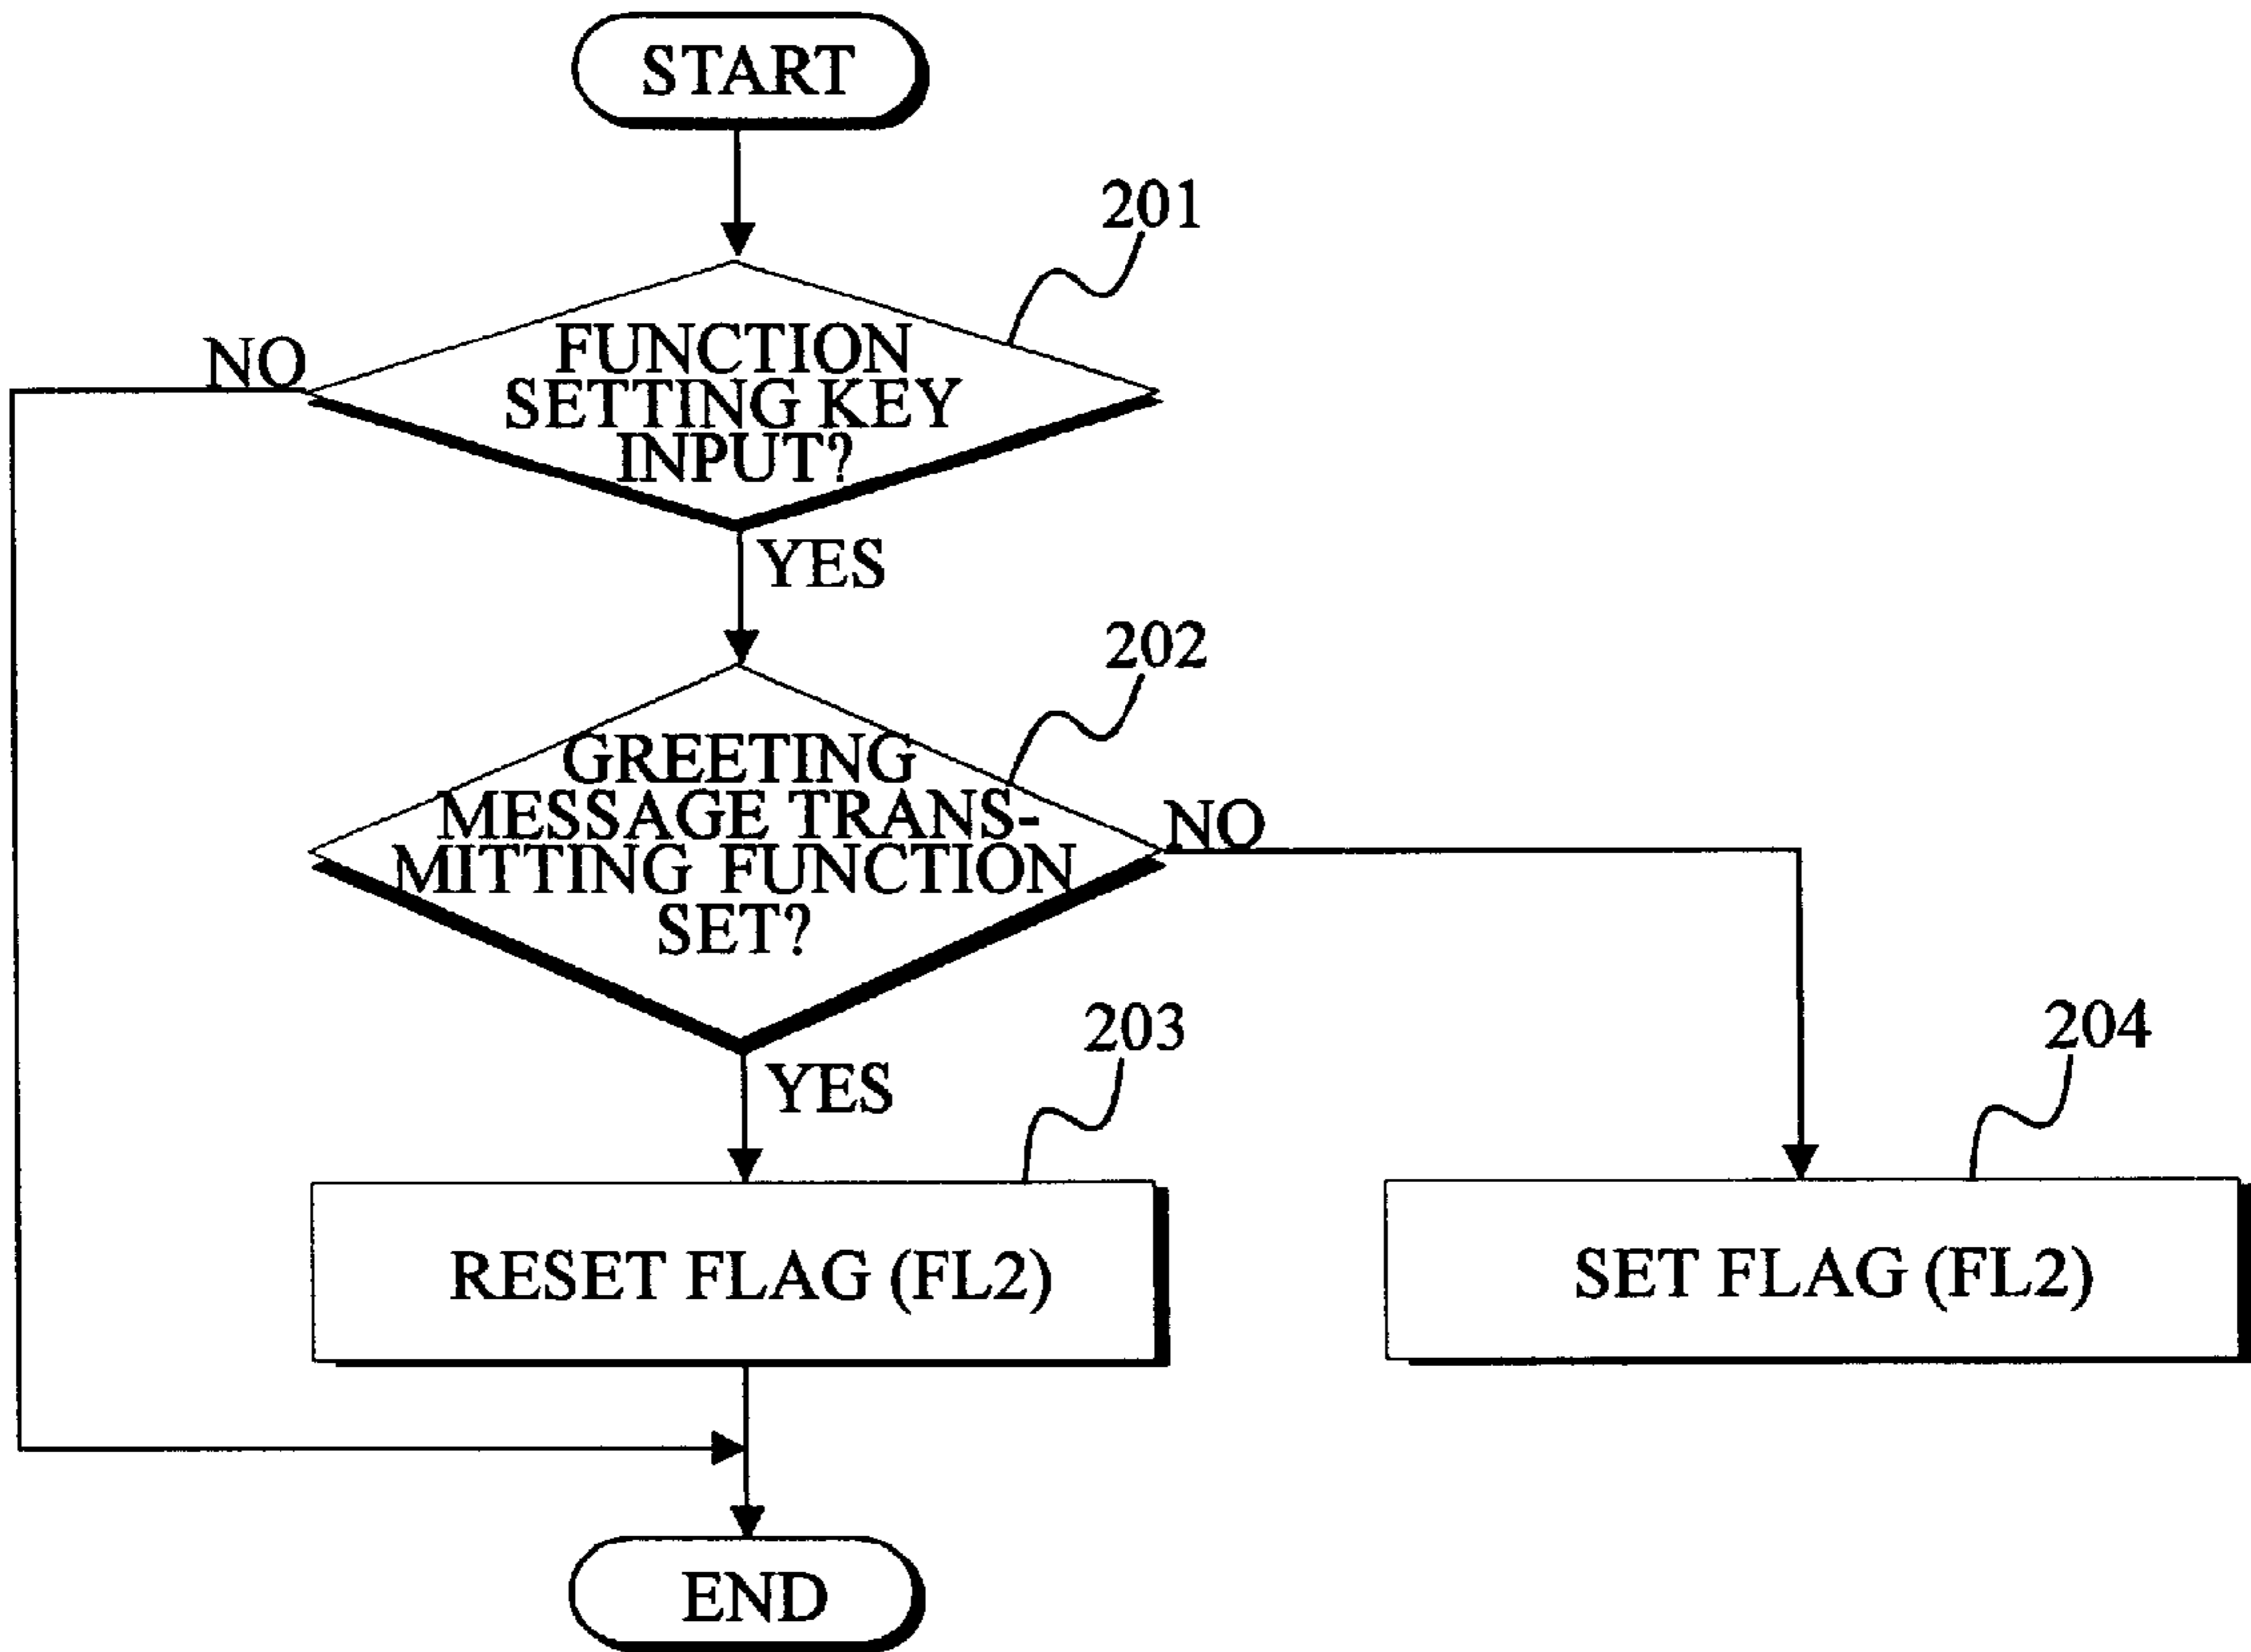 START
201
NO
FUNCTION
SETTING KEY
INPUT?
YES
202
GREETING
MESSAGE TRANS-
MITTING FUNCTION
SET?
NO
YES
203
204
RESET FLAG (FL2)
SET FLAG (FL2)
END